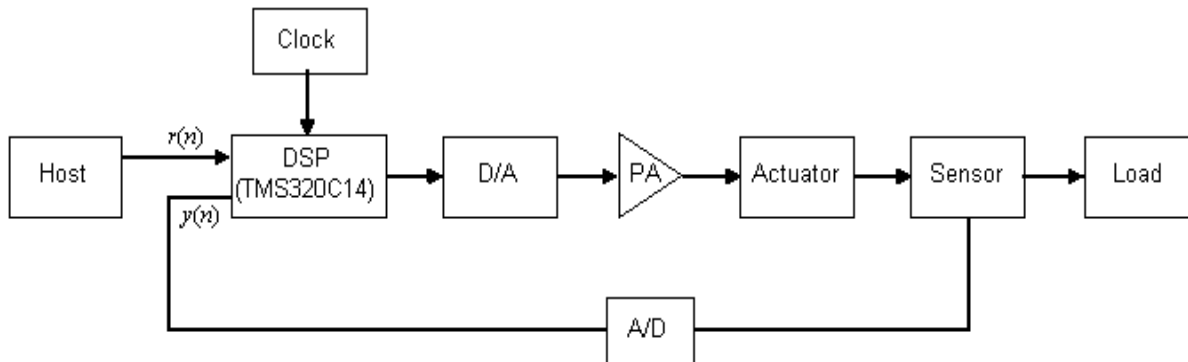 Clock
Host
r(n)
DSP
(TMS320C14)
D/A
PA
Actuator
Sensor
Load
y(n)
A/D